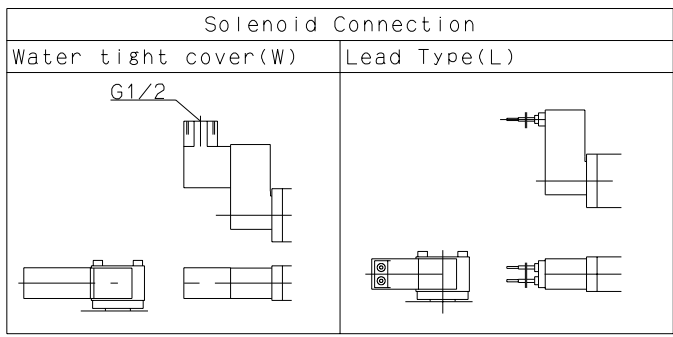 Solenoid Connection
Water tight cover(W)
Lead Type(L)
G1/2